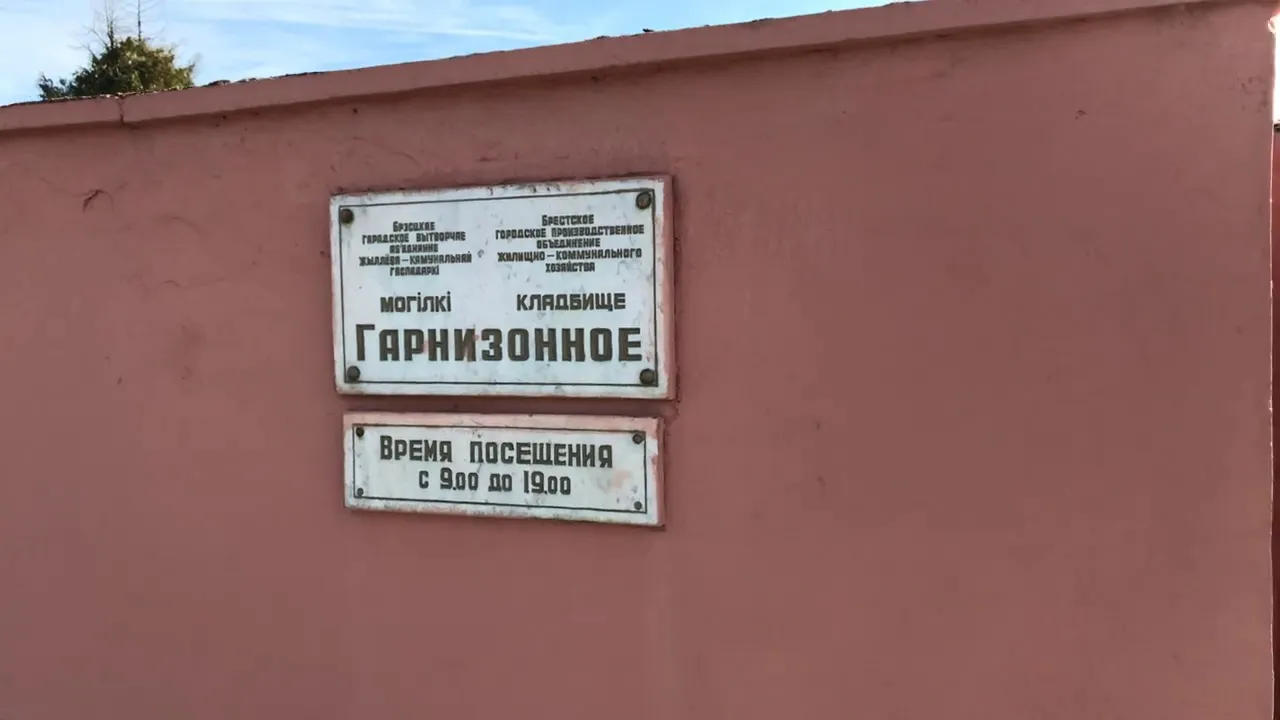 Брэсцкае
гарадское вытворчае
аб'яднанне
жыллёва-камунальнай
гаспадаркі
Брестское
городское производственное
объединение
жилищно-коммунального
хозяйства
могілкі кладбище
Гарнизонное
Время посещения
с 9.00 до 19.00